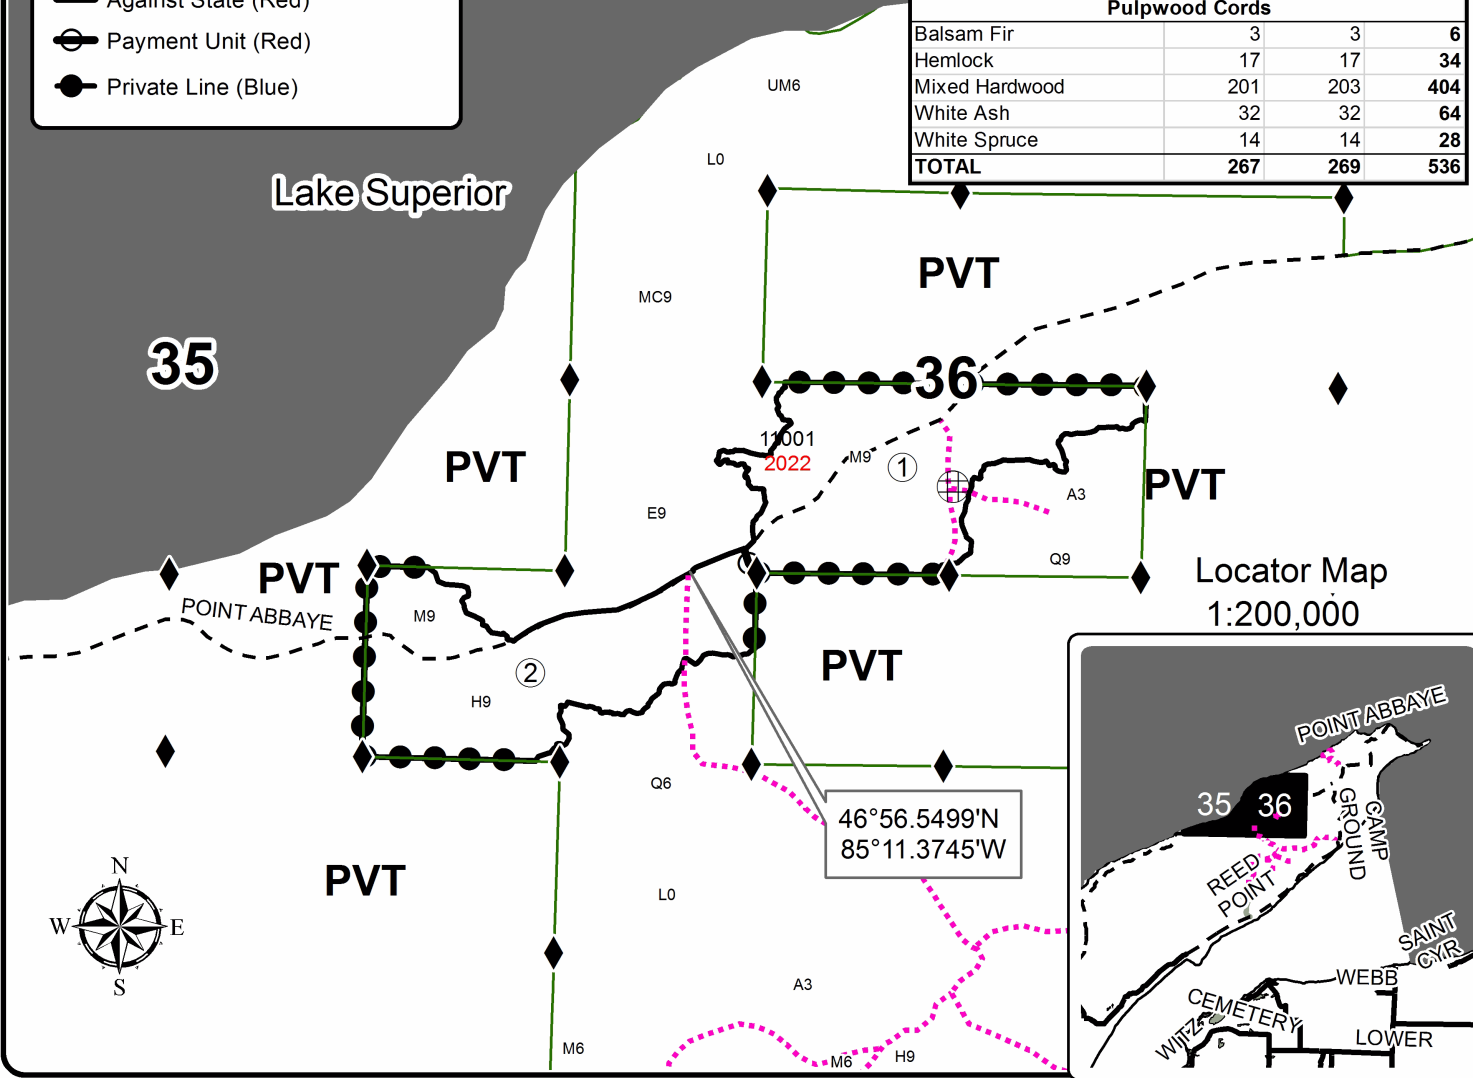 Against State (Red)
Payment Unit (Red)
Private Line (Blue)
Pulpwood Cords
Balsam Fir 3 3 6
Hemlock 17 17 34
Mixed Hardwood 201 203 404
White Ash 32 32 64
White Spruce 14 14 28
TOTAL 267 269 536
UM6
L0
Lake Superior
PVT
MC9
35
36
11001
2022
M9
1
PVT
A3
PVT
E9
Q9
PVT
POINT ABBAYE
M9
Locator Map
1:200,000
PVT
2
H9
Q6
46°56.5499'N
85°11.3745'W
PVT
L0
N
W
E
S
A3
M6
M6
H9
POINT ABBAYE
35
36
CAMP
GROUND
REED
POINT
SAINT
CYR
WEBB
CEMETERY
WITZ
LOWER